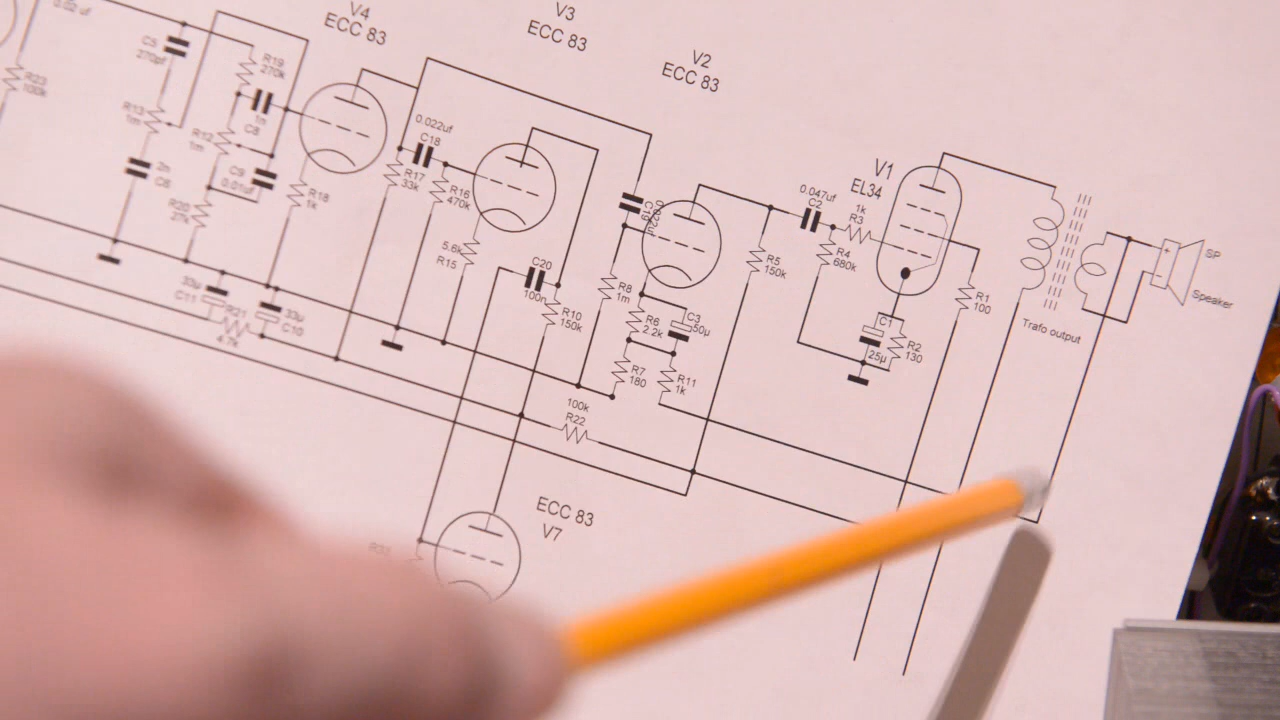 0.02 uf
V4
ECC 83
V3
ECC 83
V2
ECC 83
C5
270pf
R19
270k
R23
100k
R13
1m
1n
C8
R12
1m
2n
C6
C9
0.01uf
R20
27k
R18
1k
0.022uf
C18
R17
33k
R16
470k
5.6k
R15
C20
100n
R10
150k
33u
C11
33u
C10
R21
4.7k
R8
1m
R6
2.2k
C3
50µ
R7
180
R11
1k
100k
R22
R5
150k
0.047uf
C2
1k
R3
R4
680k
V1
EL34
C1
25µ
R2
130
R1
100
Trafo output
SP
Speaker
+
-
ECC 83
V7